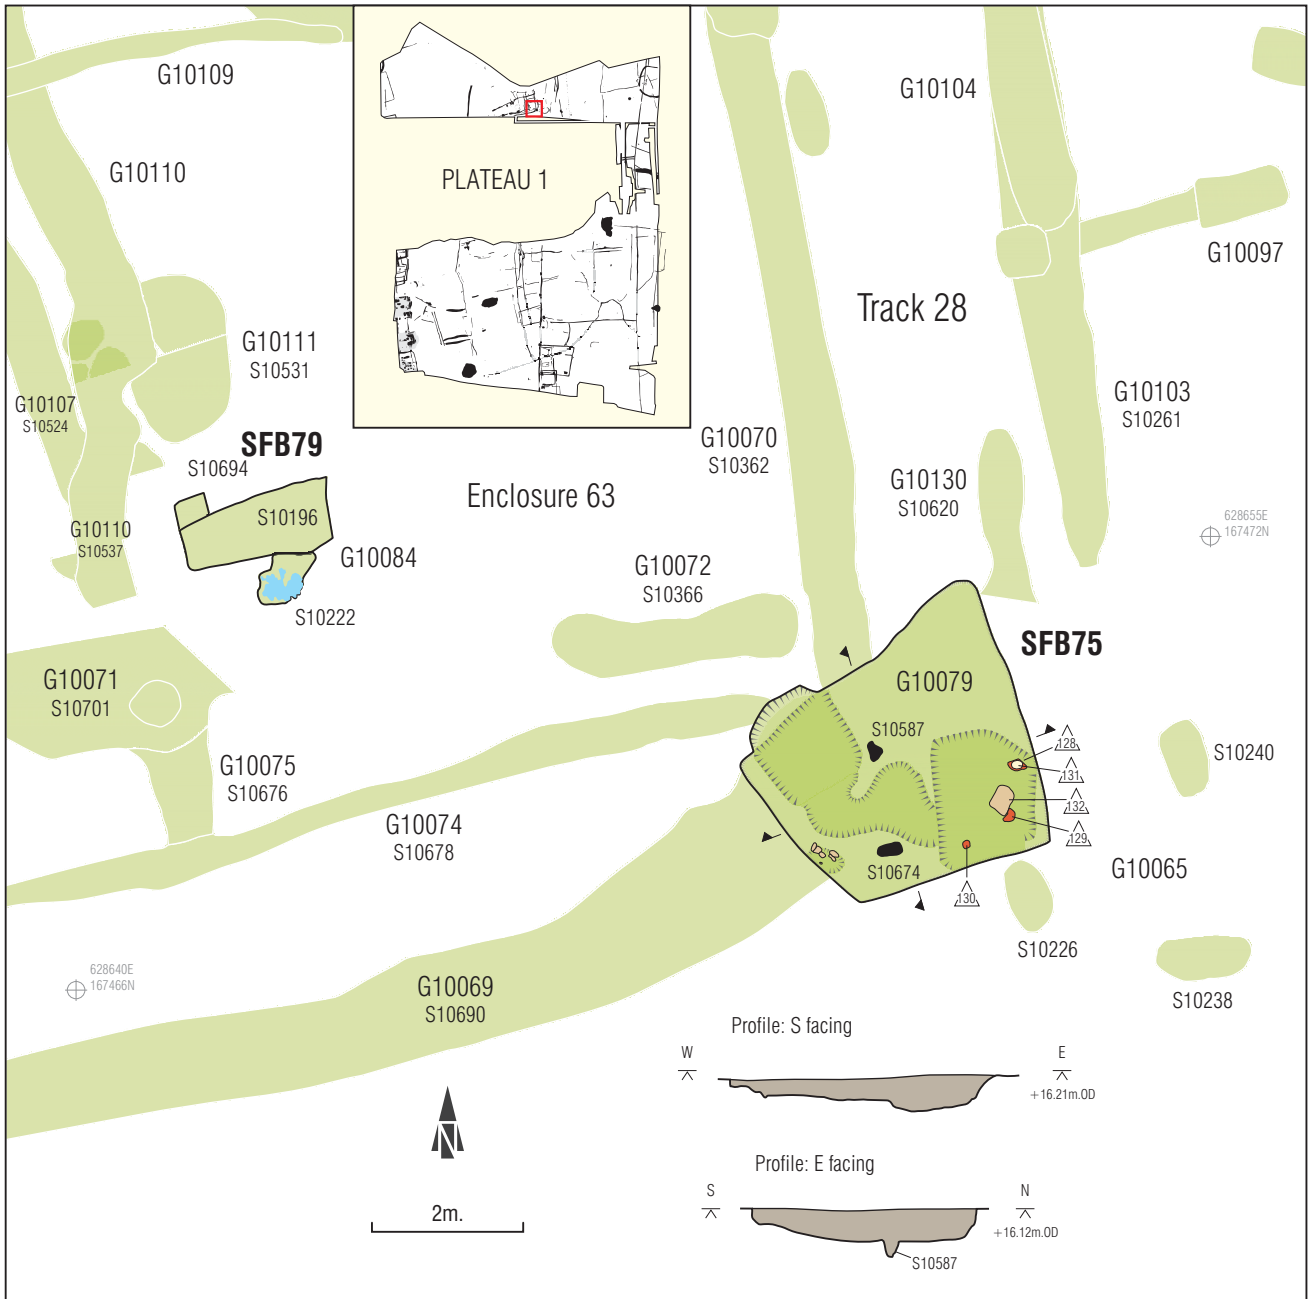 G10109
G10110
PLATEAU 1
G10104
G10097
Track 28
G10111
S10531
G10107
S10524
SFB79
S10694
S10196
G10110
S10537
G10084
S10222
Enclosure 63
G10070
S10362
G10103
S10261
G10130
S10620
628655E
167472N
G10072
S10366
SFB75
G10079
G10071
S10701
S10587
128
131
132
129
130
S10240
G10075
S10676
G10074
S10678
S10674
G10065
S10226
S10238
628640E
167466N
G10069
S10690
Profile: S facing
W
E
+16.21m.OD
Profile: E facing
S
N
+16.12m.OD
S10587
N
2m.